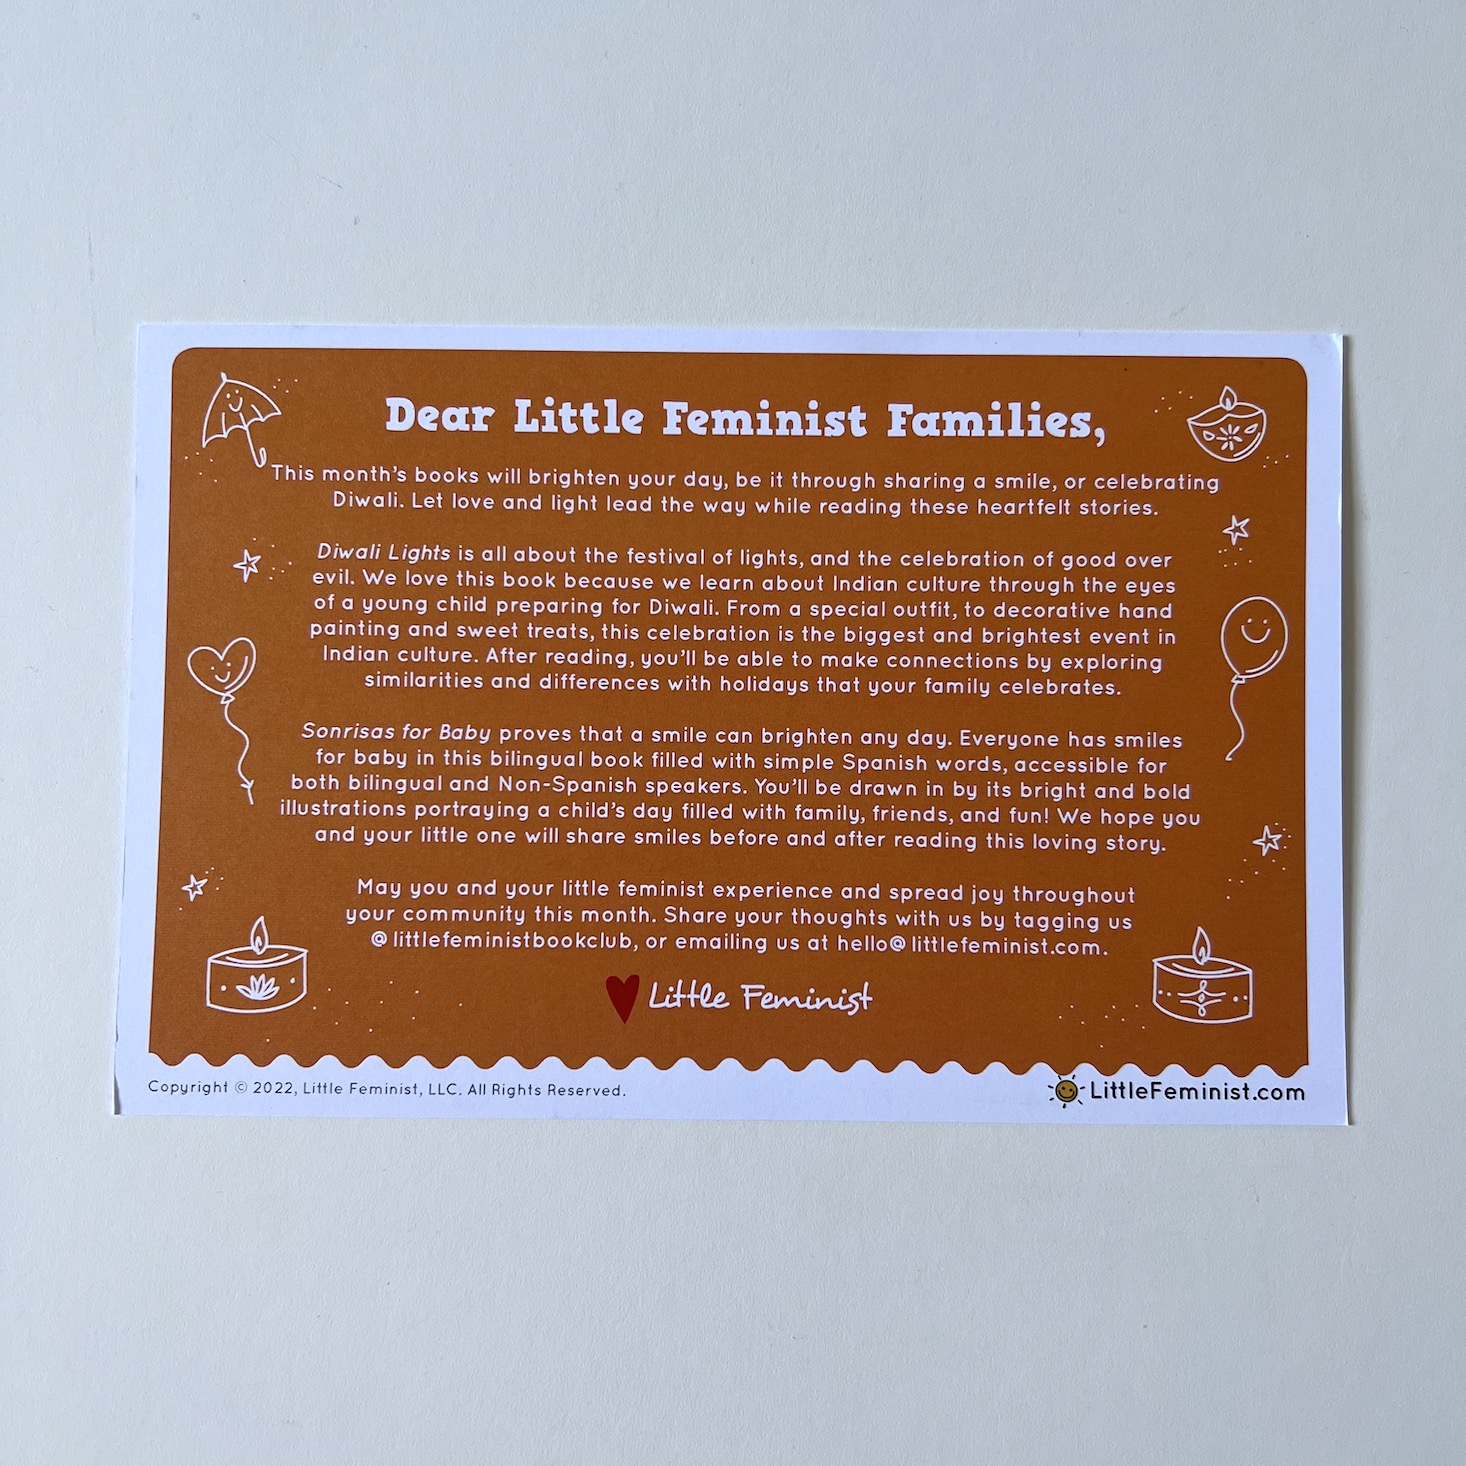 Dear Little Feminist Families,
This month's books will brighten your day, be it through sharing a smile, or celebrating
Diwali. Let love and light lead the way while reading these heartfelt stories.
Diwali Lights is all about the festival of lights, and the celebration of good over
evil. We love this book because we learn about Indian culture through the eyes
of a young child preparing for Diwali. From a special outfit, to decorative hand
painting and sweet treats, this celebration is the biggest and brightest event in
Indian culture. After reading, you'll be able to make connections by exploring
similarities and differences with holidays that your family celebrates.
Sonrisas for Baby proves that a smile can brighten any day. Everyone has smiles
for baby in this bilingual book filled with simple Spanish words, accessible for
both bilingual and Non-Spanish speakers. You'll be drawn in by its bright and bold
illustrations portraying a child's day filled with family, friends, and fun! We hope you
and your little one will share smiles before and after reading this loving story.
May you and your little feminist experience and spread joy throughout
your community this month. Share your thoughts with us by tagging us
@littlefeministbookclub, or emailing us at hello@littlefeminist.com.
Little Feminist
Copyright © 2022, Little Feminist, LLC. All Rights Reserved.
LittleFeminist.com